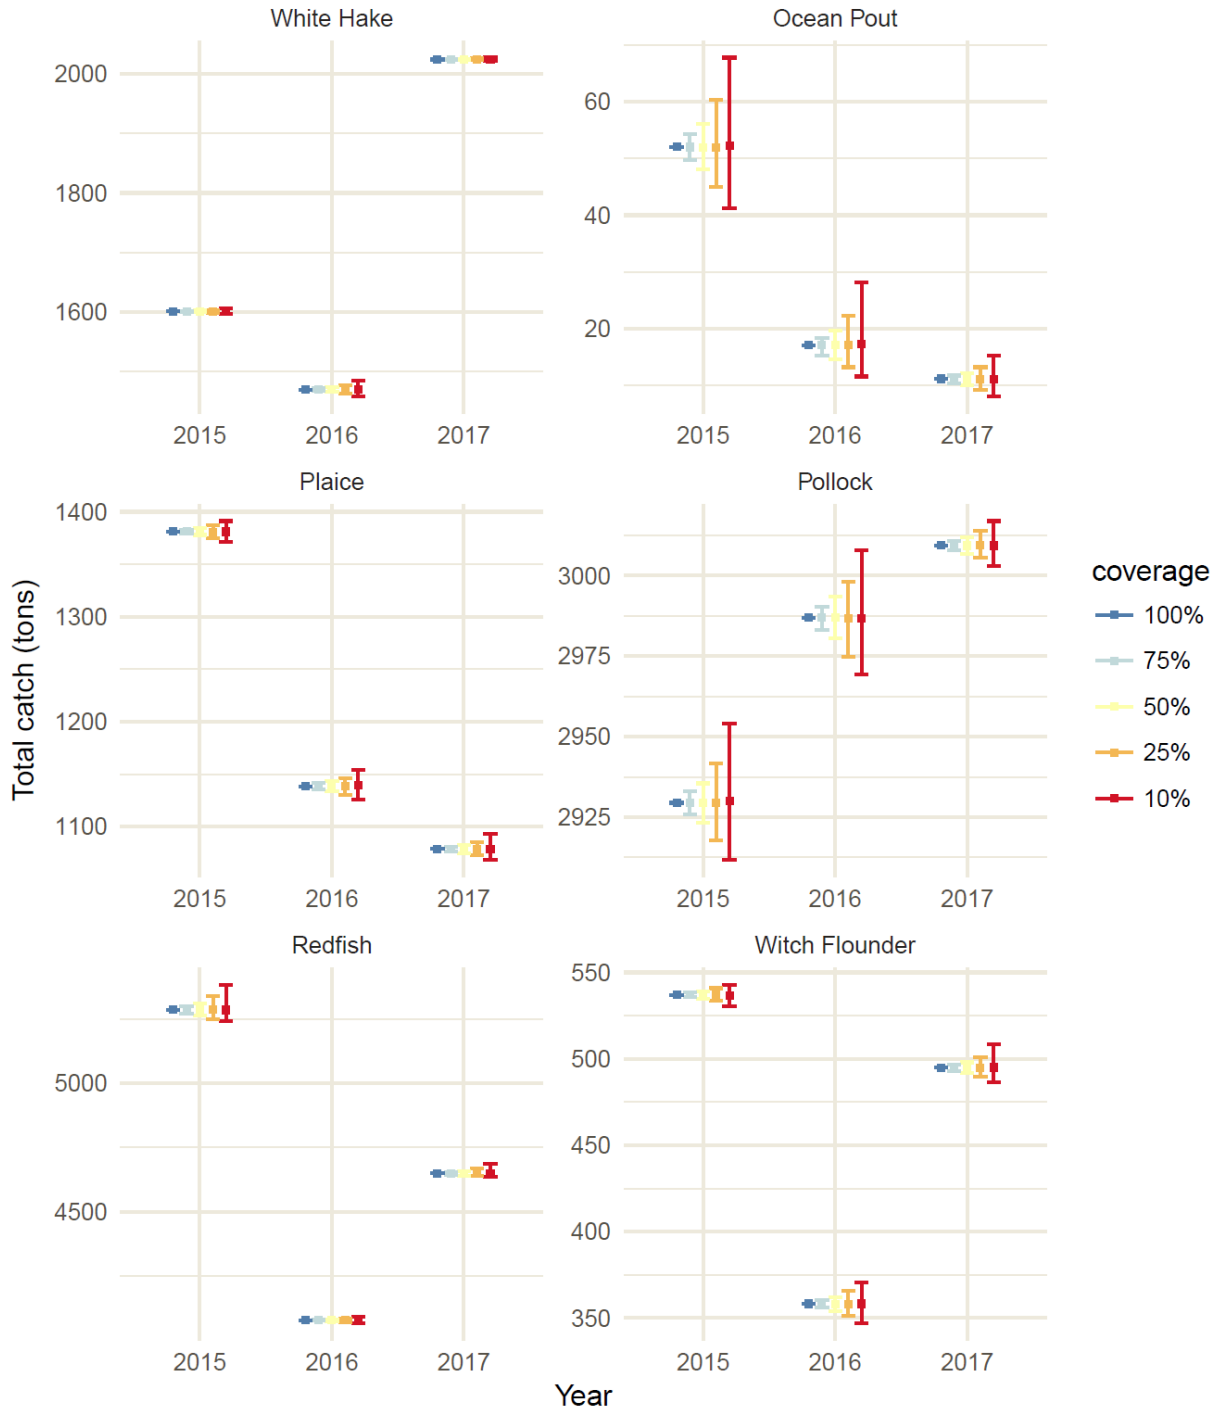 White Hake
Ocean Pout
2000
1800
1600
2015 2016 2017
60
40
20
2015 2016 2017
Plaice
Pollock
1400
1300
1200
1100
2015 2016 2017
3000
2975
2950
2925
2015 2016 2017
Redfish
Witch Flounder
5000
4500
2015 2016 2017
550
500
450
400
350
2015 2016 2017
Total catch (tons)
Year
coverage
100%
75%
50%
25%
10%